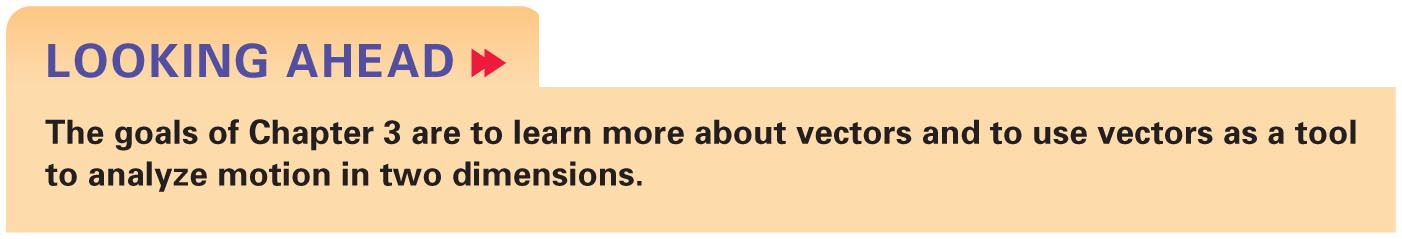 LOOKING AHEAD
The goals of Chapter 3 are to learn more about vectors and to use vectors as a tool
to analyze motion in two dimensions.